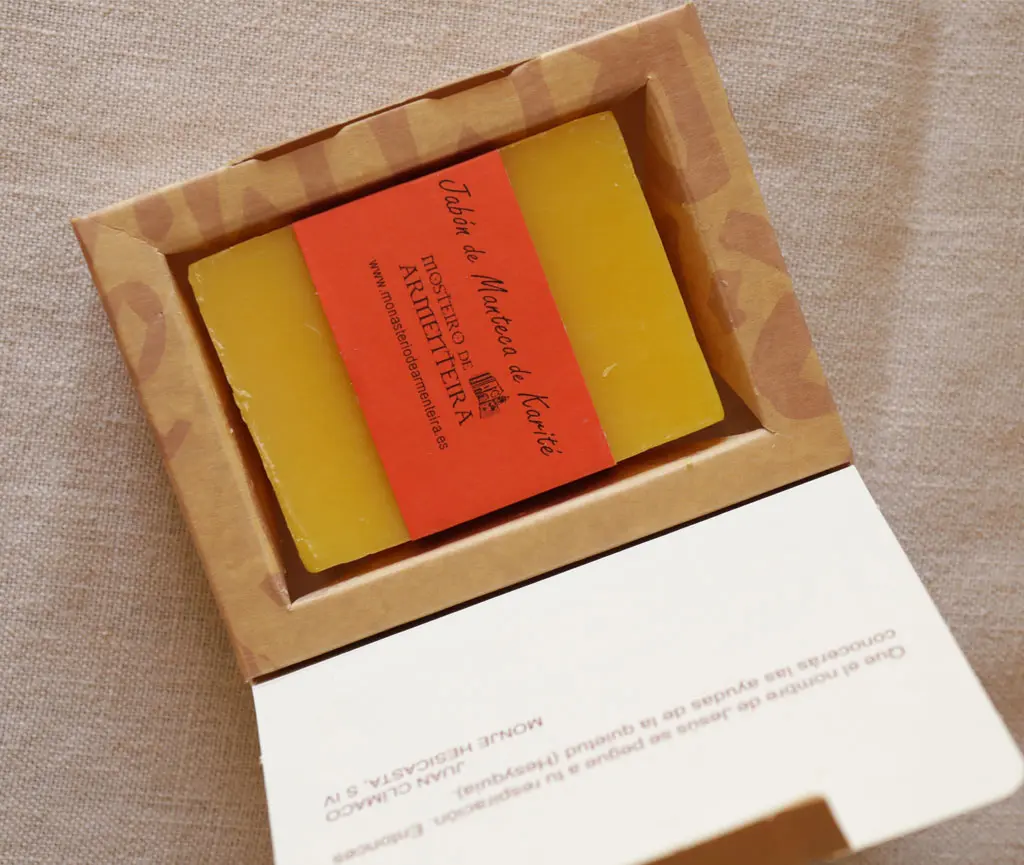 Jabón de Manteca de Karité
MOSTEIRO DE
ARMENTEIRA
www.monasteriodearmenteira.es
Que el nombre de Jesús se pegue a tu respiración. Entonces
conocerás las ayudas de la quietud (Hesyquia).
JUAN CLÍMACO
MONJE HESICASTA, S IV